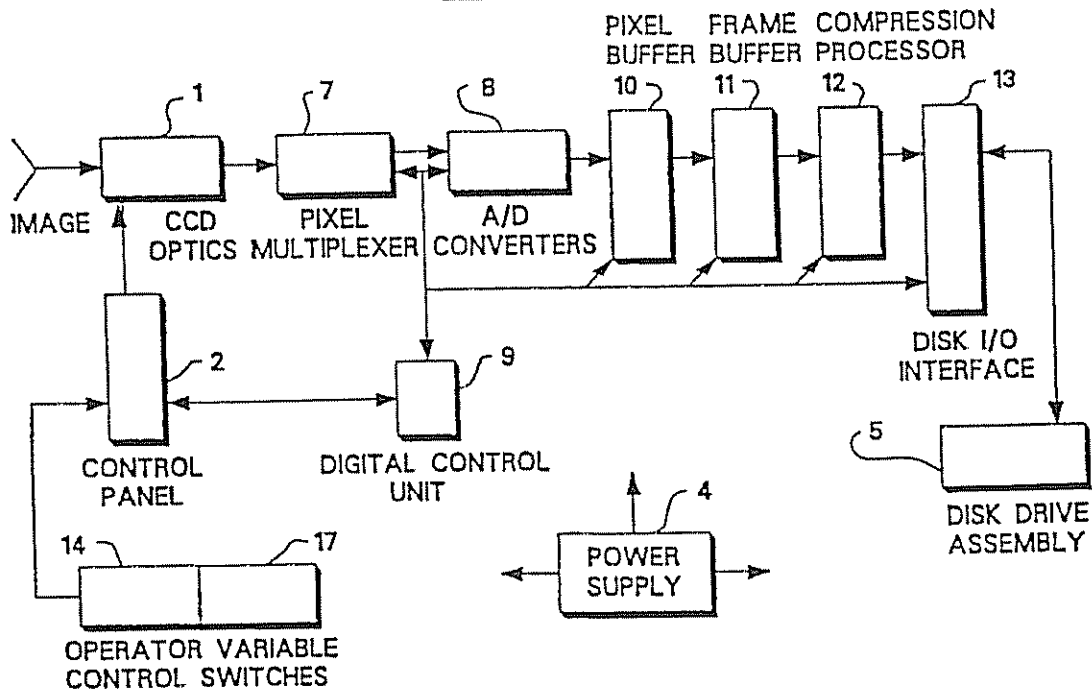 PIXEL FRAME COMPRESSION
BUFFER BUFFER PROCESSOR
1
7
8
10
11
12
13
IMAGE
CCD
OPTICS
PIXEL
MULTIPLEXER
A/D
CONVERTERS
2
9
DISK I/O
INTERFACE
CONTROL
PANEL
DIGITAL CONTROL
UNIT
5
4
14
17
POWER
SUPPLY
DISK DRIVE
ASSEMBLY
OPERATOR VARIABLE
CONTROL SWITCHES